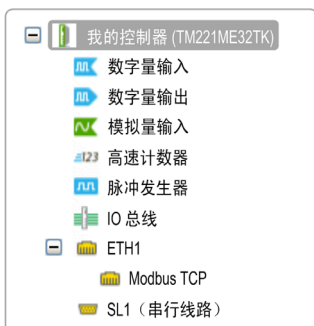 我的控制器 (TM221ME32TK)
数字量输入
数字量输出
模拟量输入
123 高速计数器
脉冲发生器
IO 总线
ETH1
Modbus TCP
SL1（串行线路）